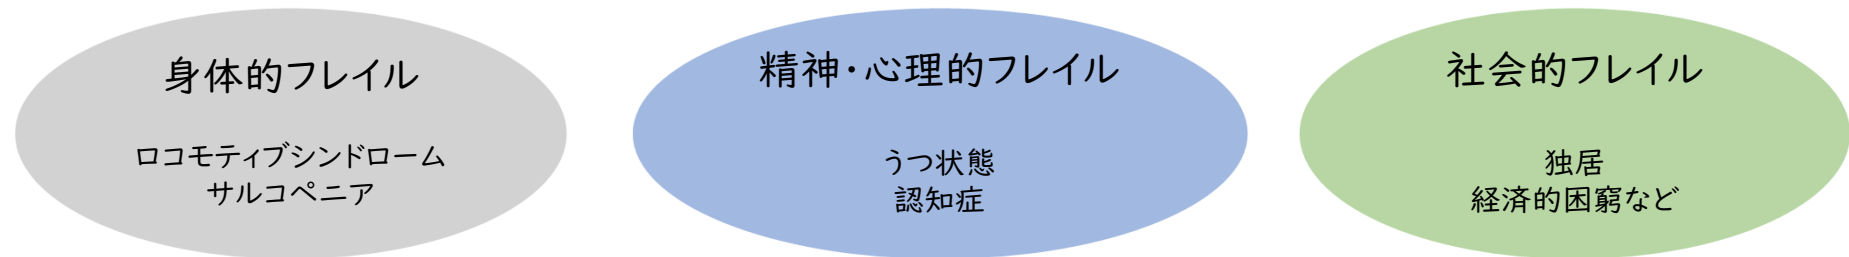 身体的フレイル
ロコモティブシンドローム
サルコペニア
精神・心理的フレイル
うつ状態
認知症
社会的フレイル
独居
経済的困窮など